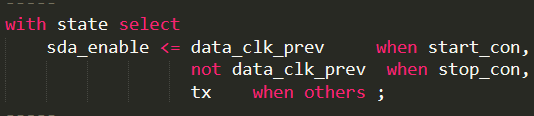 -----
with state select
sda_enable <= data_clk_prev when start_con,
not data_clk_prev when stop_con,
tx when others ;
-----